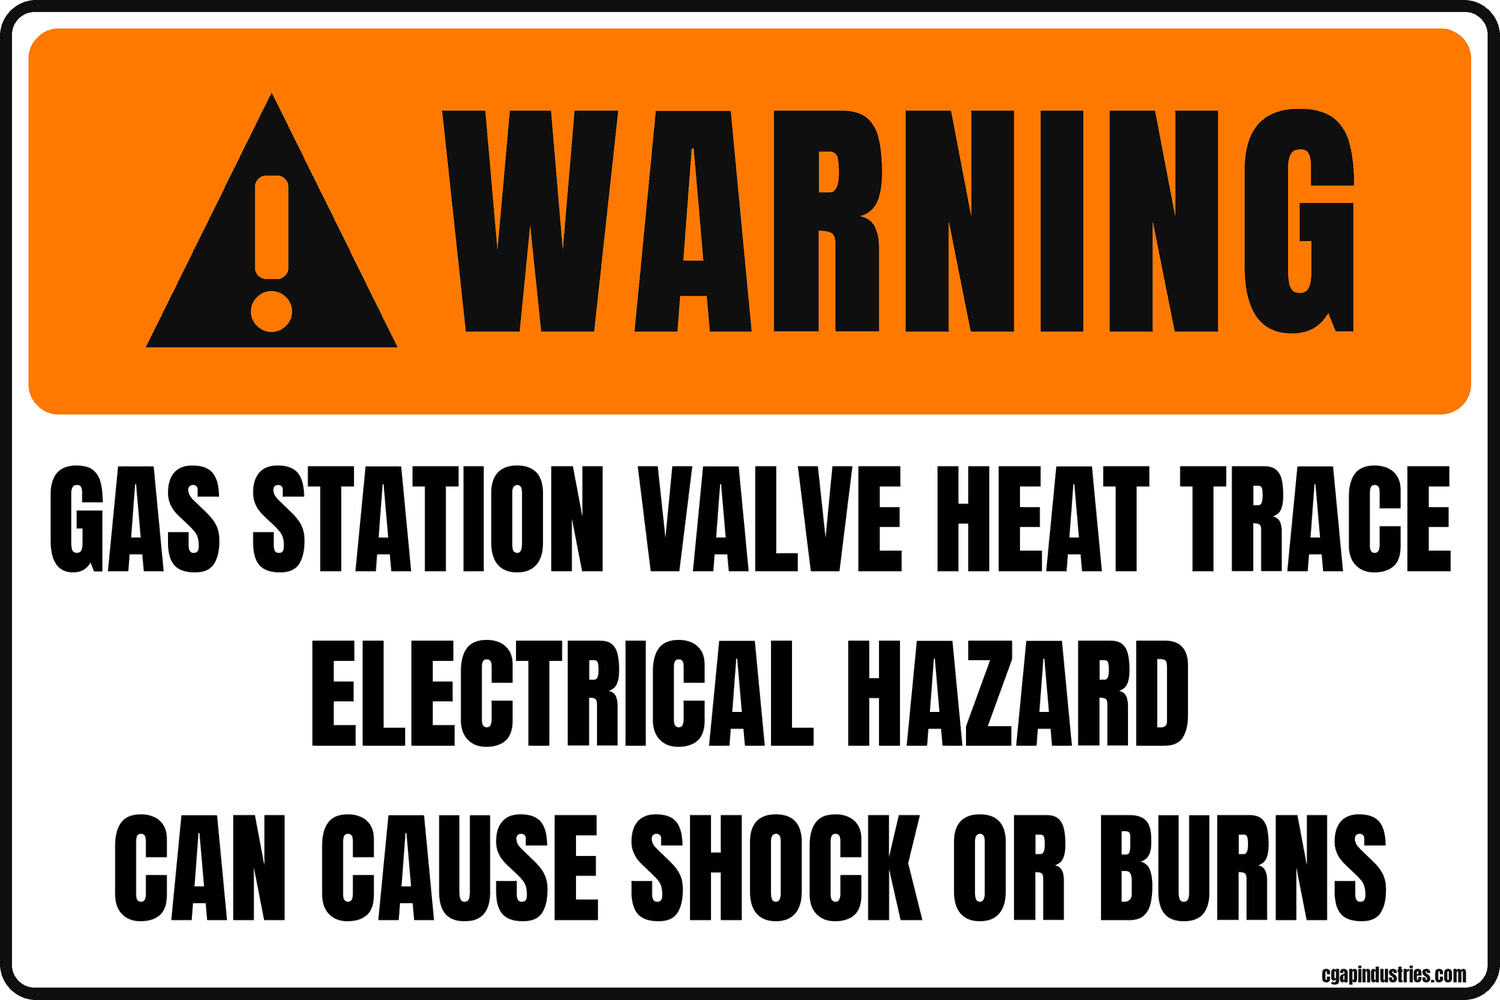 WARNING
GAS STATION VALVE HEAT TRACE
ELECTRICAL HAZARD
CAN CAUSE SHOCK OR BURNS
cgapindustries.com